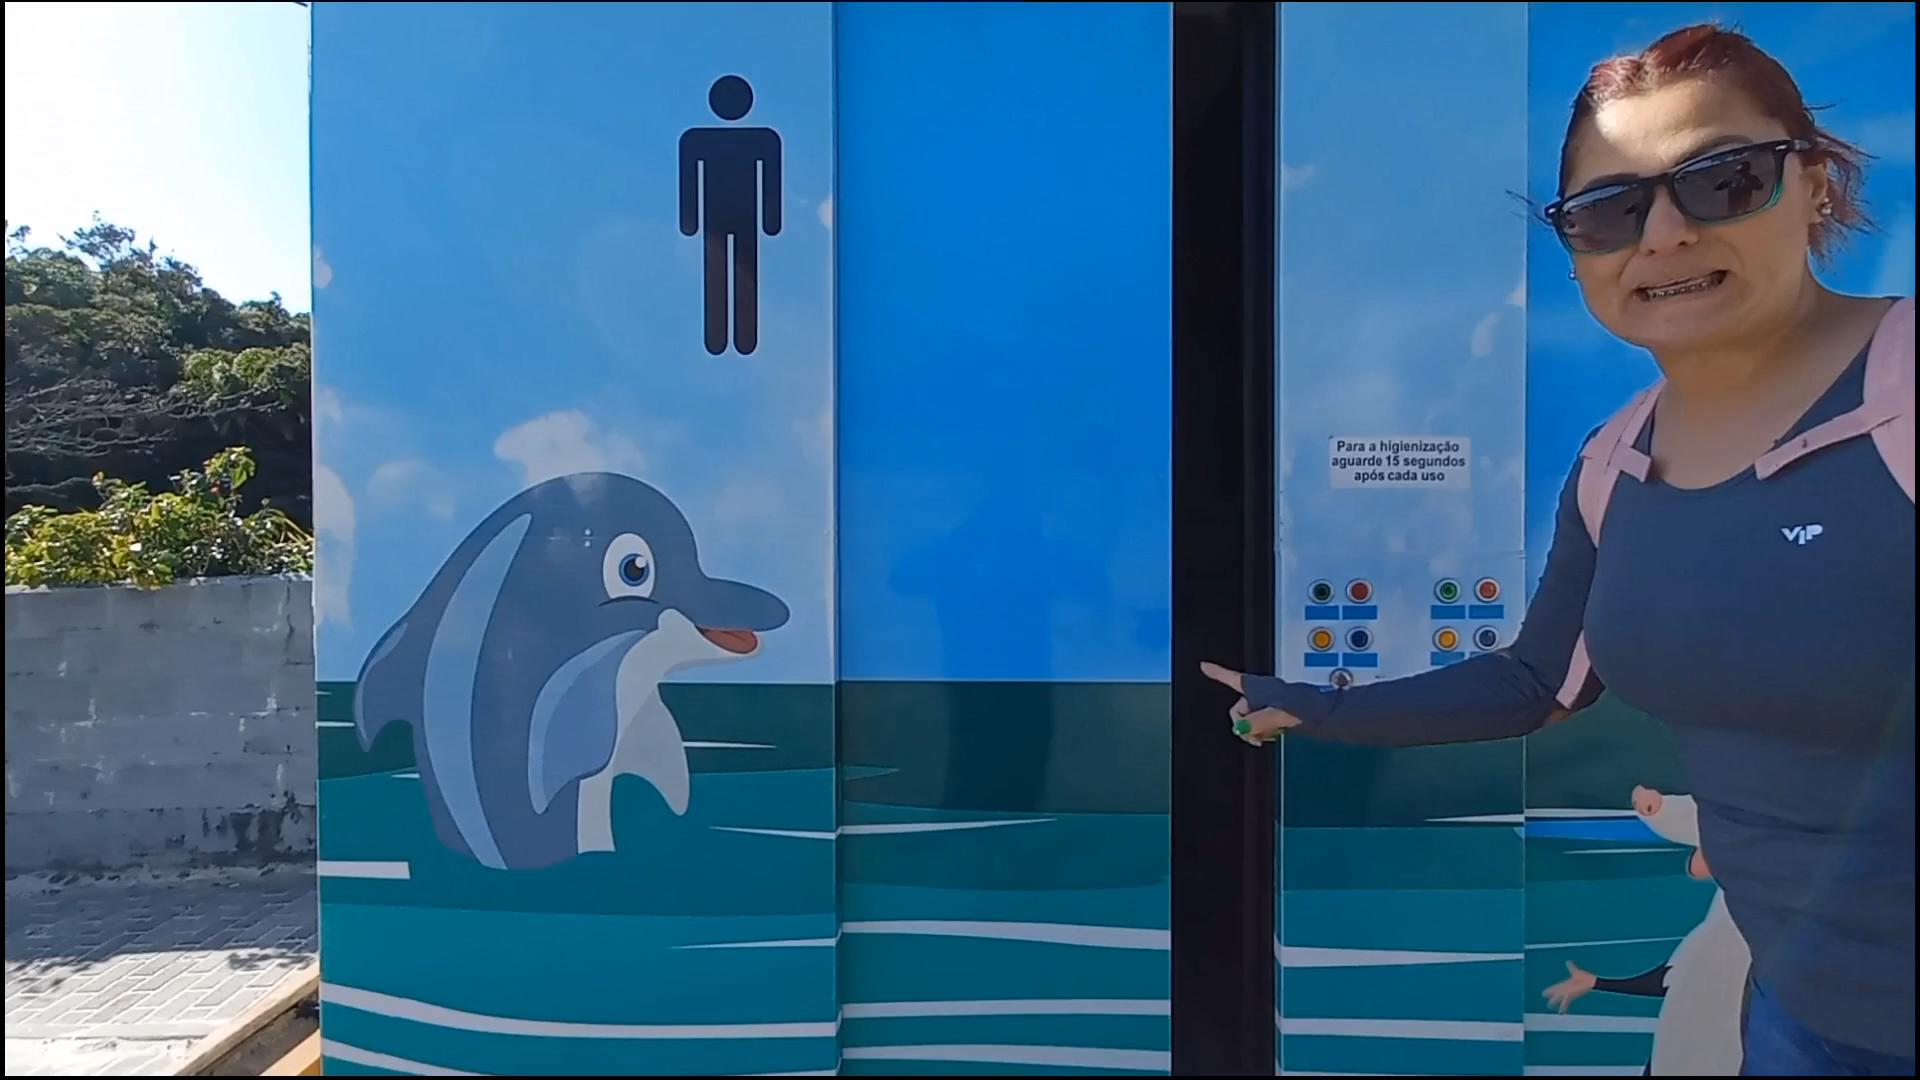 Para a higienização
aguarde 15 segundos
após cada uso
VIP